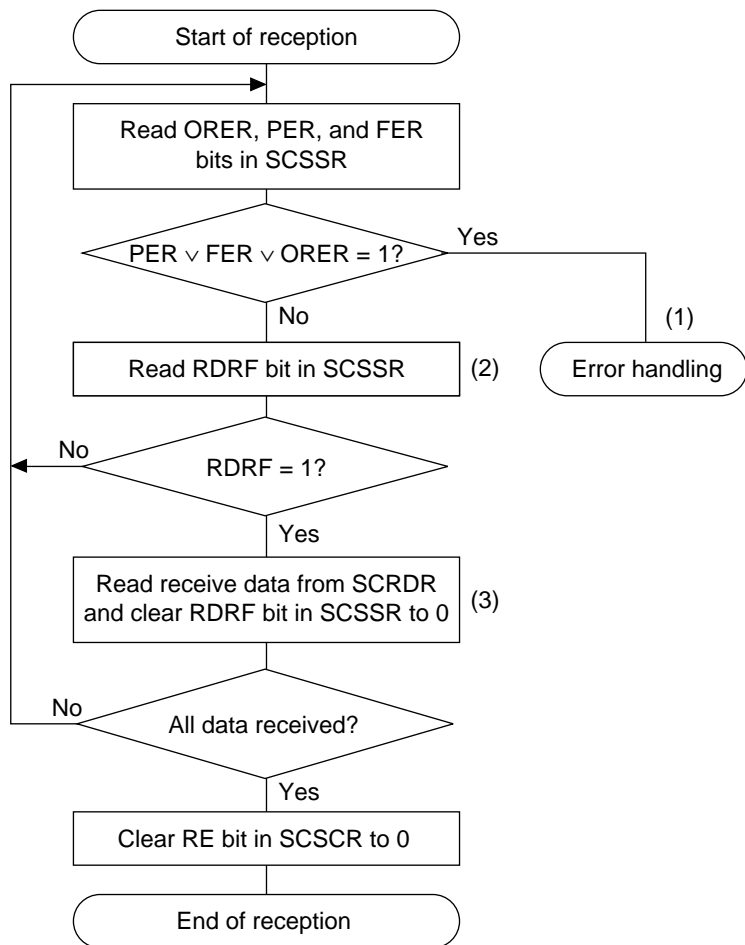 Start of reception
Read ORER, PER, and FER
bits in SCSSR
PER ∨ FER ∨ ORER = 1?
Yes
No
(1)
Error handling
Read RDRF bit in SCSSR
(2)
No
RDRF = 1?
Yes
Read receive data from SCRDR
and clear RDRF bit in SCSSR to 0
(3)
No
All data received?
Yes
Clear RE bit in SCSCR to 0
End of reception